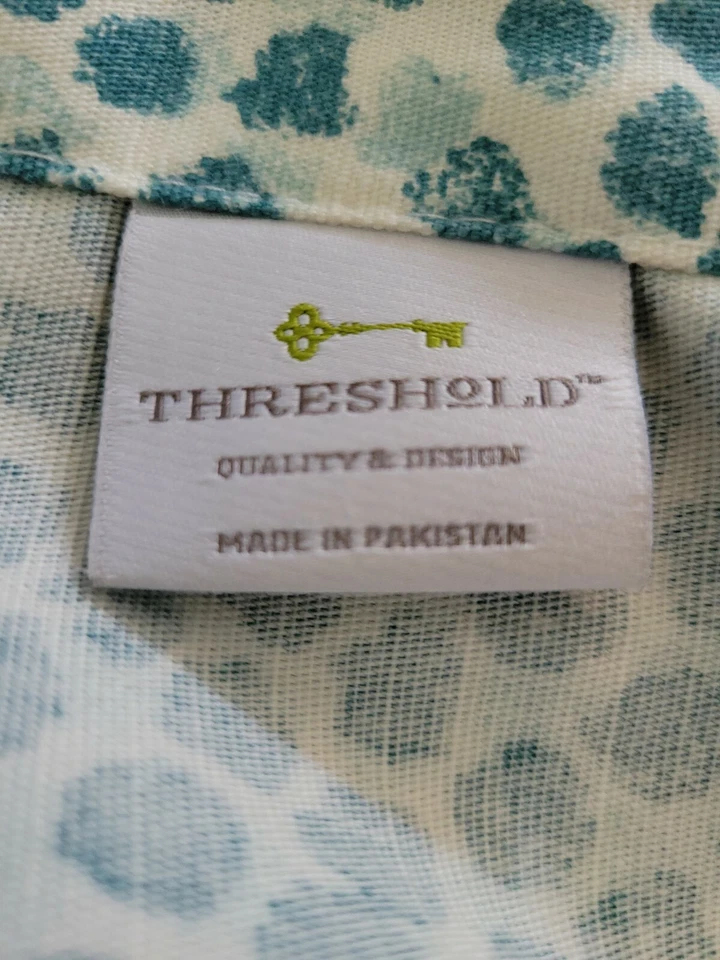 THRESHOLD™
QUALITY & DESIGN
MADE IN PAKISTAN